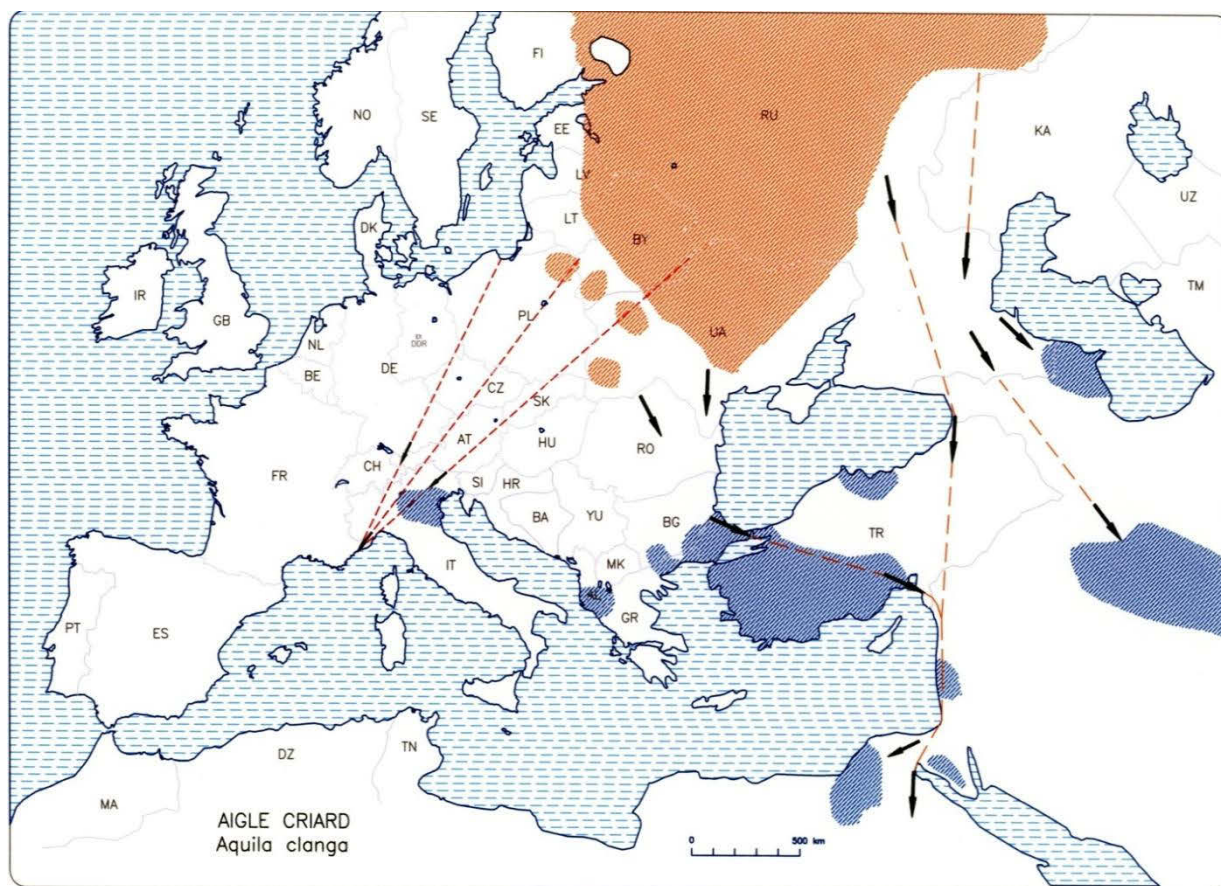 FI
NO
SE
RU
EE
KA
LV
UZ
LT
DK
BY
IR
GB
TM
PL
NL
UA
DDR
BE
DE
CZ
SK
AT
HU
RO
CH
FR
SI
HR
BA
YU
BG
TR
IT
MK
AL
GR
PT
ES
TN
DZ
MA
AIGLE CRIARD
Aquila clanga
0 500 km